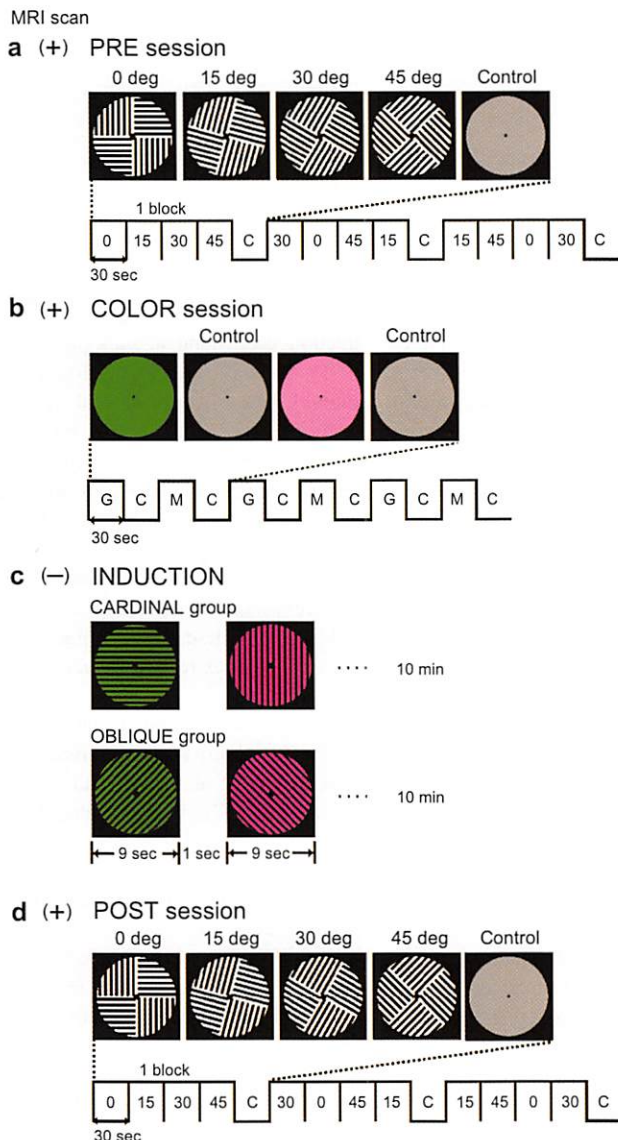 MRI scan
a (+) PRE session
0 deg 15 deg 30 deg 45 deg Control
1 block
0 15 30 45 C 30 0 45 15 C 15 45 0 30 C
30 sec
b (+) COLOR session
Control Control
G C M C G C M C G C M C
30 sec
c (−) INDUCTION
CARDINAL group
.... 10 min
OBLIQUE group
.... 10 min
9 sec 1 sec 9 sec
d (+) POST session
0 deg 15 deg 30 deg 45 deg Control
1 block
0 15 30 45 C 30 0 45 15 C 15 45 0 30 C
30 sec